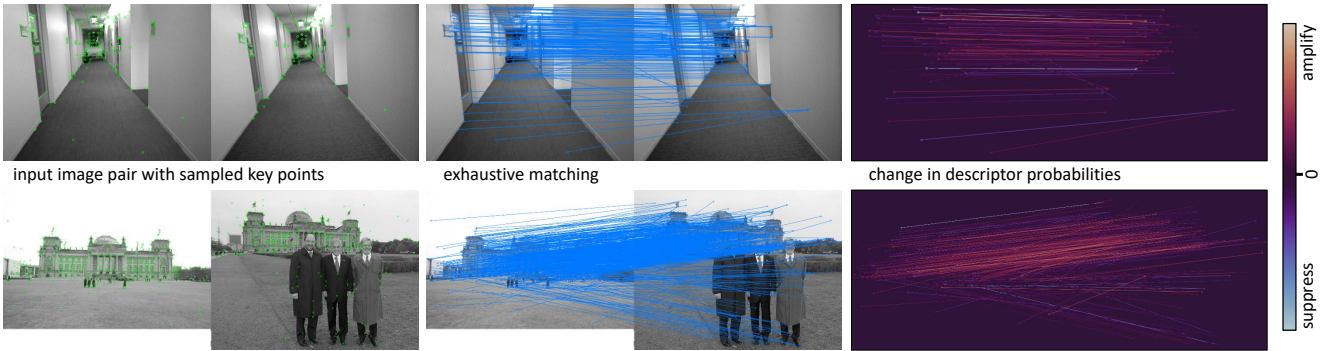 input image pair with sampled key points
exhaustive matching
change in descriptor probabilities
amplify
0
suppress